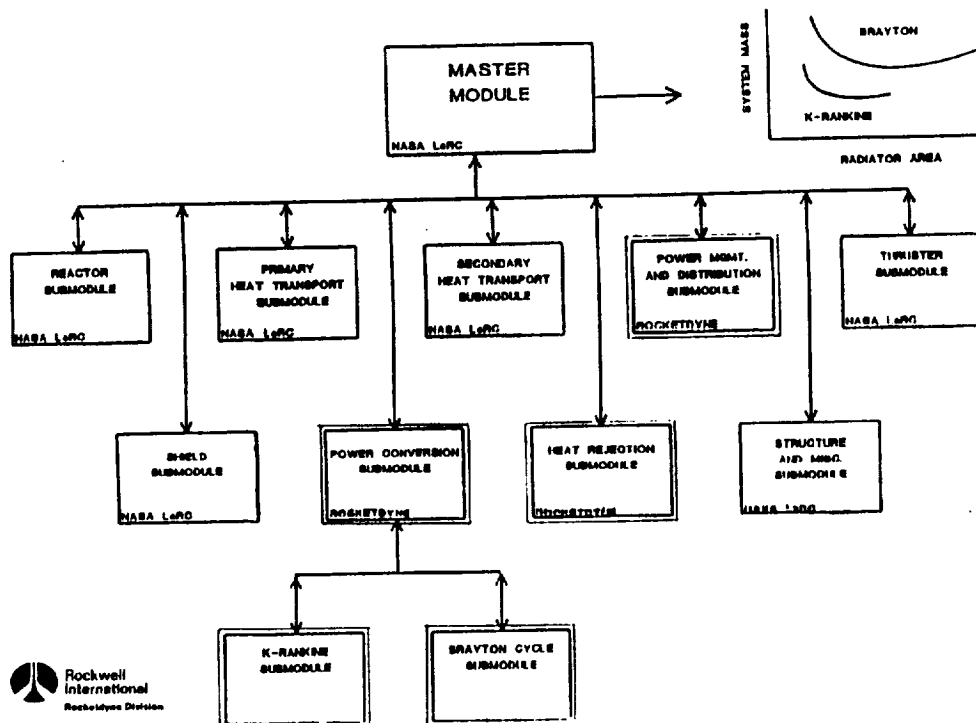 MASTER
MODULE
NASA LeRC
SYSTEM MASS
BRAYTON
K-RANKINE
RADIATOR AREA
REACTOR
SUBMODULE
NASA LeRC
PRIMARY
HEAT TRANSPORT
SUBMODULE
NASA LeRC
SECONDARY
HEAT TRANSPORT
SUBMODULE
NASA LeRC
POWER MGMT.
AND DISTRIBUTION
SUBMODULE
ROCKETDYNE
THRUSTER
SUBMODULE
NASA LeRC
SHIELD
SUBMODULE
NASA LeRC
POWER CONVERSION
SUBMODULE
ROCKETDYNE
HEAT REJECTION
SUBMODULE
ROCKETDYNE
STRUCTURE
AND MISC.
SUBMODULE
NASA LeRC
K-RANKINE
SUBMODULE
BRAYTON CYCLE
SUBMODULE
Rockwell
International
Rocketdyne Division